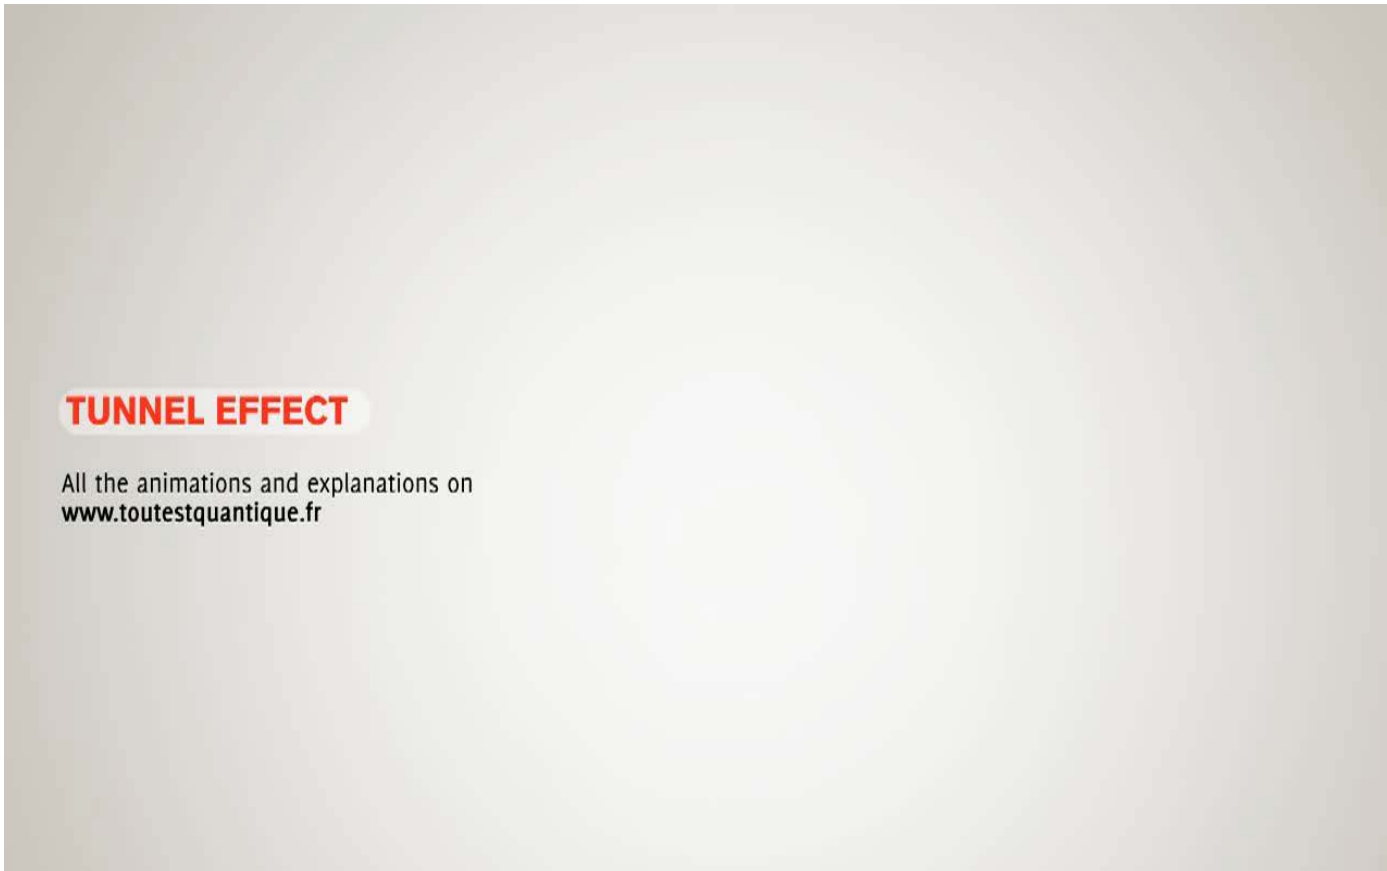 TUNNEL EFFECT
All the animations and explanations on
www.toutestquantique.fr